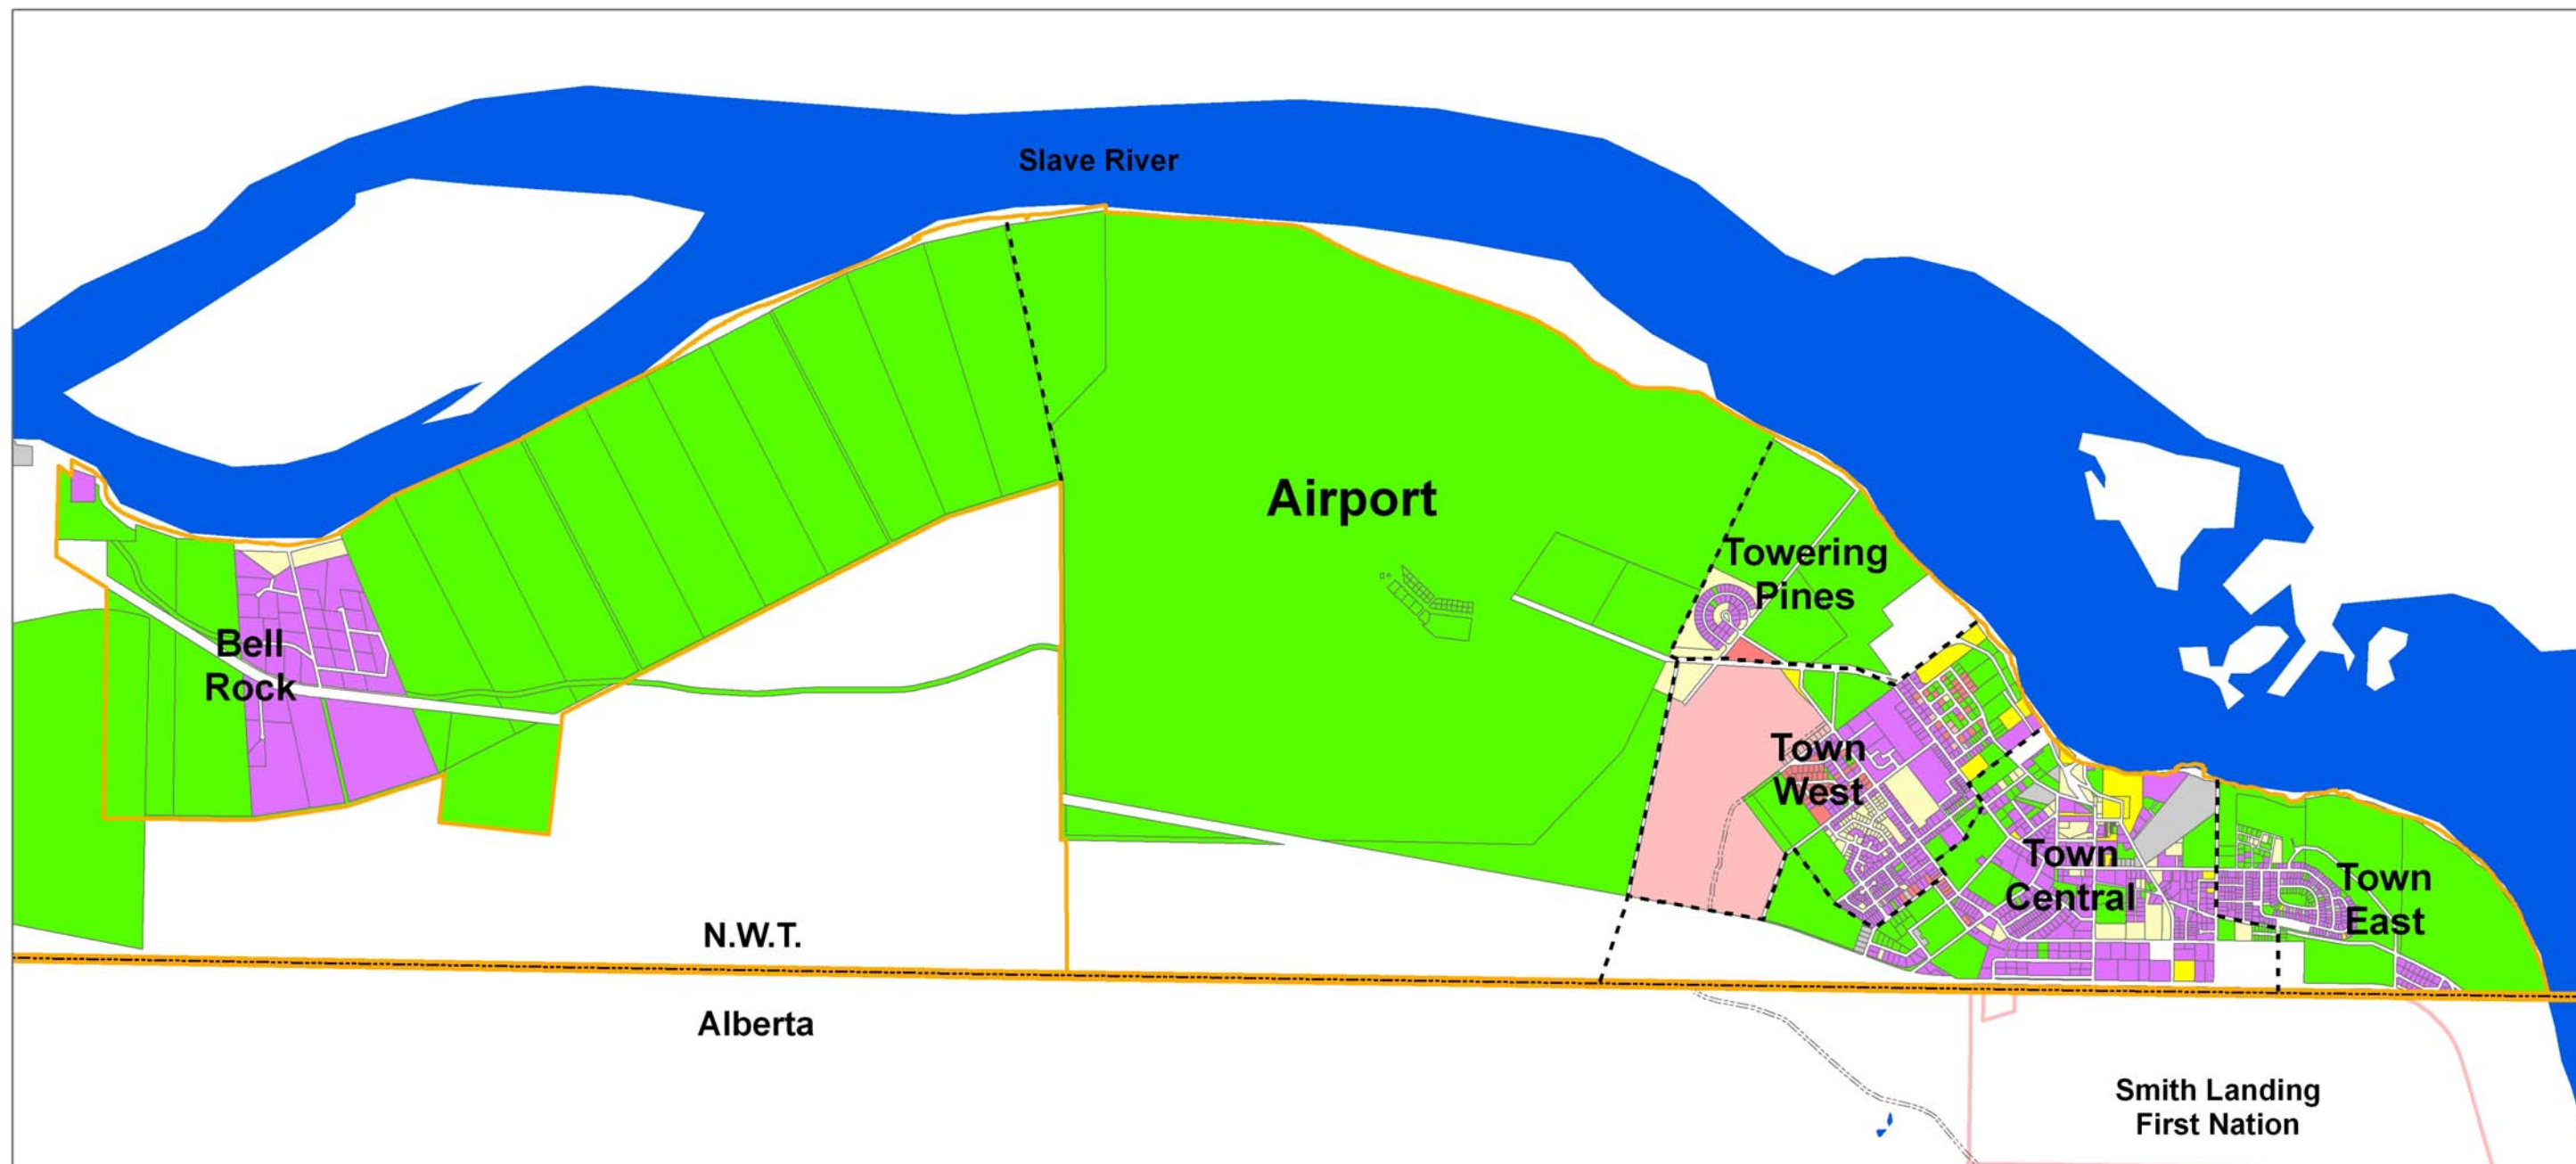 Slave River
Airport
Towering
Pines
Bell
Rock
Town
West
Town
Central
Town
East
N.W.T.
Alberta
Smith Landing
First Nation